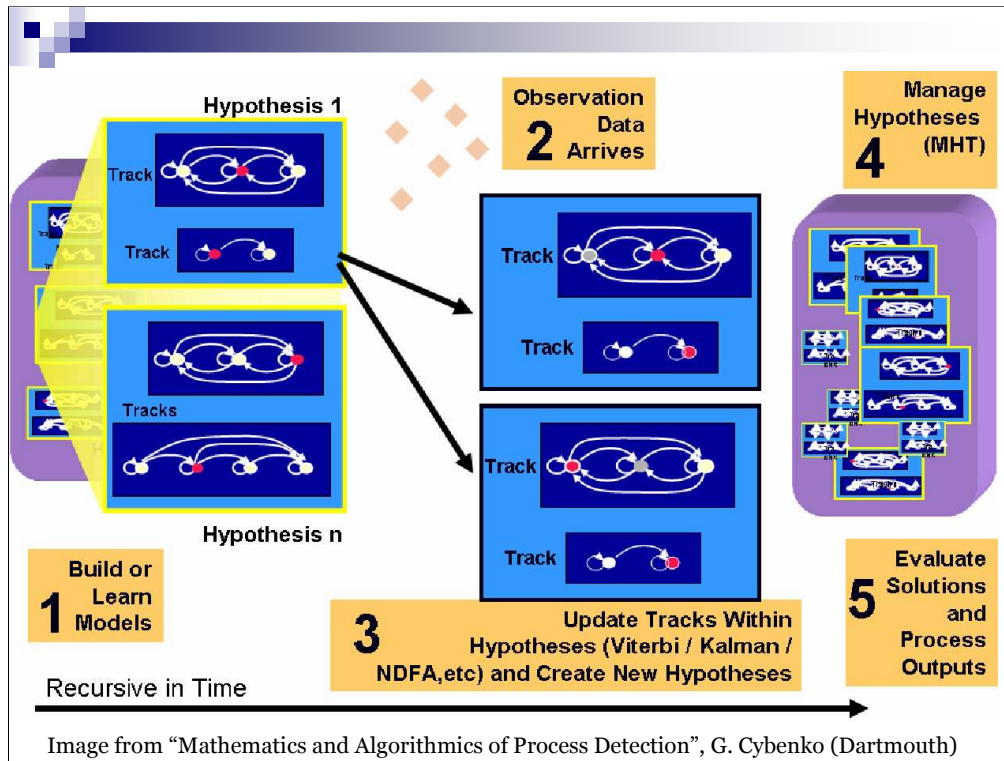 Hypothesis 1
Track
Track
Tracks
Hypothesis n
1
Build or
Learn
Models
2
Observation
Data
Arrives
Track
Track
Track
Track
3
Update Tracks Within
Hypotheses (Viterbi / Kalman /
NDFA,etc) and Create New Hypotheses
4
Manage
Hypotheses
(MHT)
5
Evaluate
Solutions
and
Process
Outputs
Recursive in Time
Image from “Mathematics and Algorithmics of Process Detection”, G. Cybenko (Dartmouth)